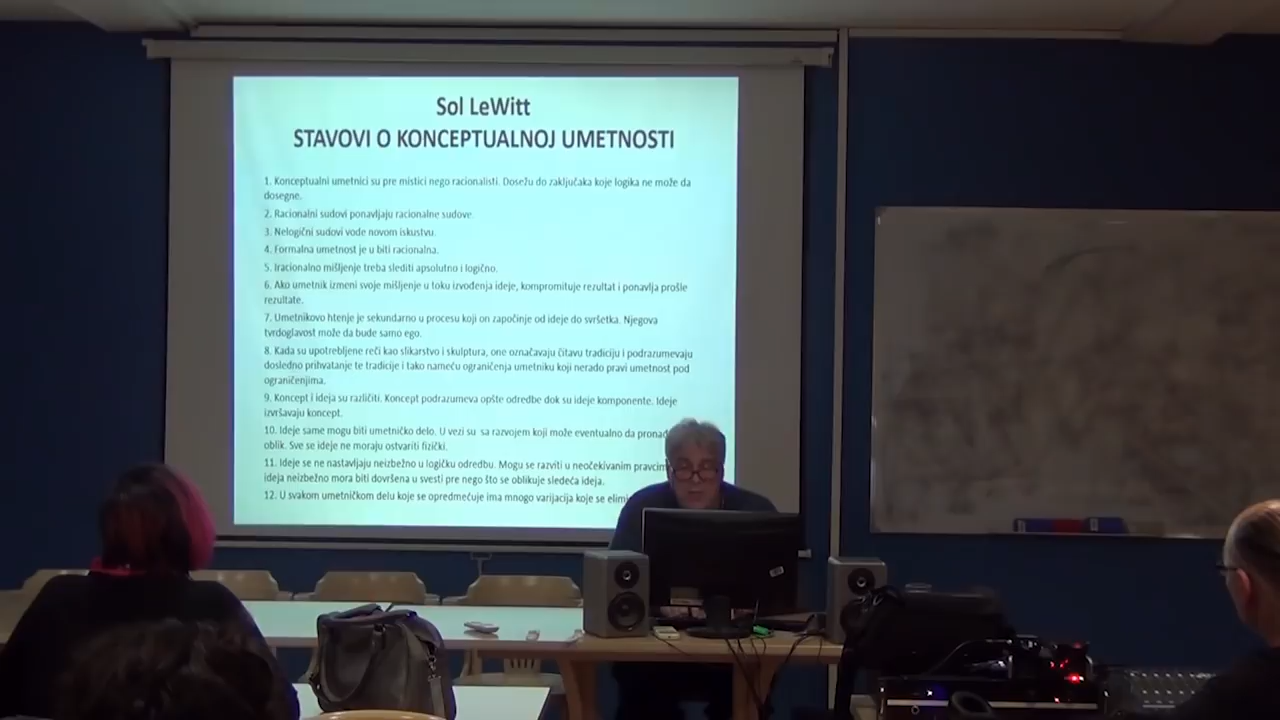 Sol LeWitt
STAVOVI O KONCEPTUALNOJ UMETNOSTI
1. Konceptualni umetnici su pre mistici nego racionalisti. Dosežu do zaključaka koje logika ne može da
dosegne.
2. Racionalni sudovi ponavljaju racionalne sudove.
3. Nelogični sudovi vode novom iskustvu.
4. Formalna umetnost je u biti racionalna.
5. Iracionalno mišljenje treba slediti apsolutno i logično.
6. Ako umetnik izmeni svoje mišljenje u toku izvođenja ideje, kompromituje rezultat i ponavlja prošle
rezultate.
7. Umetnikovo htenje je sekundarno u procesu koji on započinje od ideje do svršetka. Njegova
tvrdoglavost može da bude samo ego.
8. Kada su upotrebljene reči kao slikarstvo i skulptura, one označavaju čitavu tradiciju i podrazumevaju
dosledno prihvatanje te tradicije i tako nameću ograničenja umetniku koji nerado pravi umetnost pod
ograničenjima.
9. Koncept i ideja su različiti. Koncept podrazumeva opšte odredbe dok su ideje komponente. Ideje
izvršavaju koncept.
10. Ideje same mogu biti umetničko delo. U vezi su sa razvojem koji može eventualno da
oblik. Sve se ideje ne moraju ostvariti fizički.
11. Ideje se ne nastavljaju neizbežno u logičku odredbu. Mogu se razviti u neočekivanim
ideja neizbežno mora biti dovršena u svesti pre nego što se oblikuje sledeća ideja.
12. U svakom umetničkom delu koje se opredmećuje ima mnogo varijacija koje se